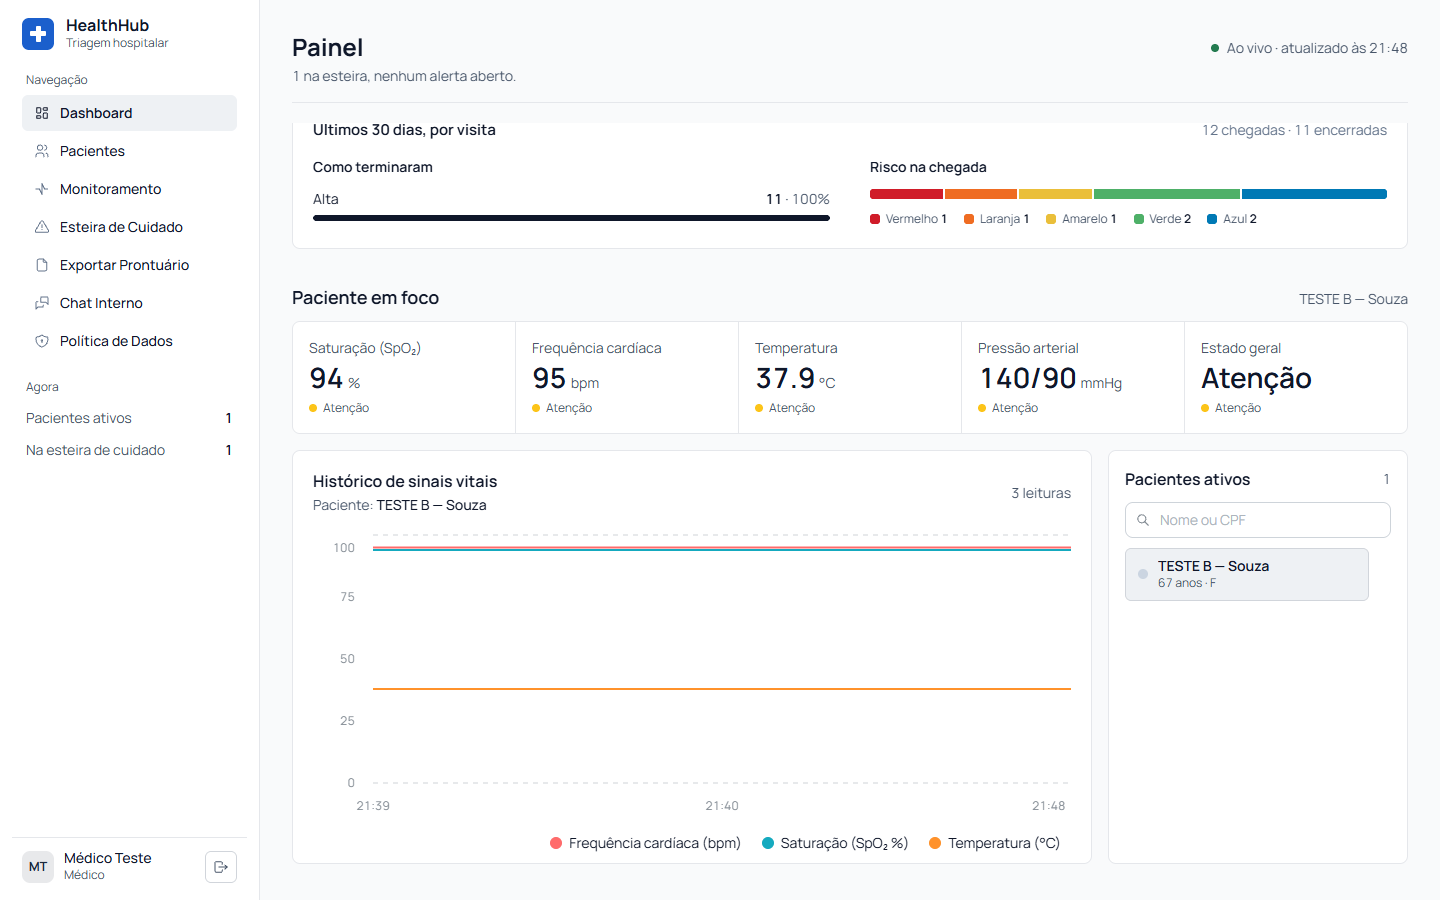 HealthHub
Triagem hospitalar
Navegação
Dashboard
Pacientes
Monitoramento
Esteira de Cuidado
Exportar Prontuário
Chat Interno
Política de Dados
Agora
Pacientes ativos 1
Na esteira de cuidado 1
MT
Médico Teste
Médico
Painel
Ao vivo · atualizado às 21:48
1 na esteira, nenhum alerta aberto.
Últimos 30 dias, por visita
12 chegadas · 11 encerradas
Como terminaram
Alta 11 · 100%
Risco na chegada
Vermelho 1 Laranja 1 Amarelo 1 Verde 2 Azul 2
Paciente em foco
TESTE B — Souza
Saturação (SpO₂)
94 %
Atenção
Frequência cardíaca
95 bpm
Atenção
Temperatura
37.9 °C
Atenção
Pressão arterial
140/90 mmHg
Atenção
Estado geral
Atenção
Atenção
Histórico de sinais vitais
Paciente: TESTE B — Souza
3 leituras
100
75
50
25
0
21:39 21:40 21:48
Frequência cardíaca (bpm) Saturação (SpO₂ %) Temperatura (°C)
Pacientes ativos 1
Nome ou CPF
TESTE B — Souza
67 anos · F